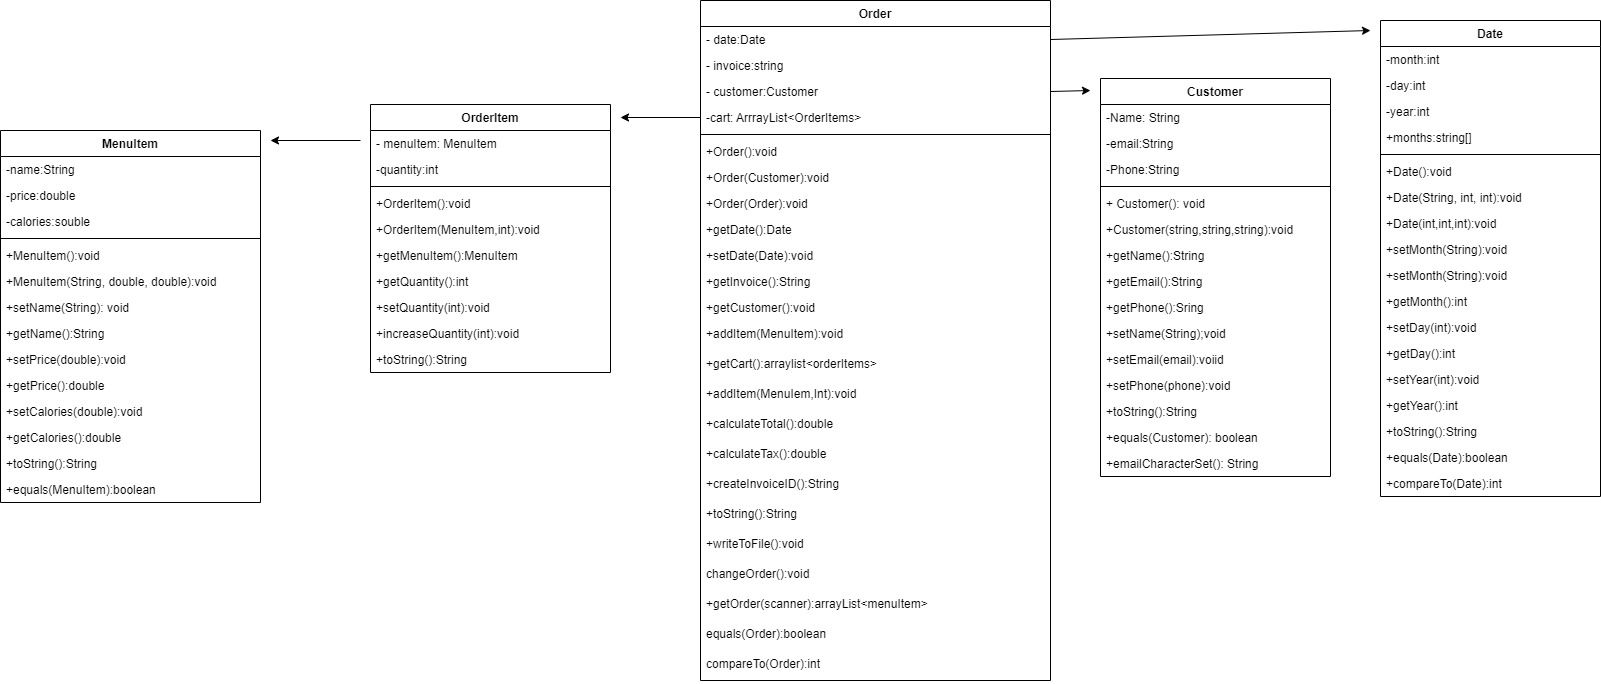 MenuItem
-name:String
-price:double
-calories:souble
+MenuItem():void
+MenuItem(String, double, double):void
+setName(String): void
+getName():String
+setPrice(double):void
+getPrice():double
+setCalories(double):void
+getCalories():double
+toString():String
+equals(MenuItem):boolean
OrderItem
- menuItem: MenuItem
-quantity:int
+OrderItem():void
+OrderItem(MenuItem,int):void
+getMenuItem():MenuItem
+getQuantity():int
+setQuantity(int):void
+increaseQuantity(int):void
+toString():String
Order
- date:Date
- invoice:string
- customer:Customer
-cart: ArrrayList<OrderItems>
+Order():void
+Order(Customer):void
+Order(Order):void
+getDate():Date
+setDate(Date):void
+getInvoice():String
+getCustomer():void
+addItem(MenuItem):void
+getCart():arraylist<orderItems>
+addItem(MenuIem,Int):void
+calculateTotal():double
+calculateTax():double
+createInvoiceID():String
+toString():String
+writeToFile():void
changeOrder():void
+getOrder(scanner):arrayList<menuItem>
equals(Order):boolean
compareTo(Order):int
Customer
-Name: String
-email:String
-Phone:String
+ Customer(): void
+Customer(string,string,string):void
+getName():String
+getEmail():String
+getPhone():Sring
+setName(String);void
+setEmail(email):voiid
+setPhone(phone):void
+toString():String
+equals(Customer): boolean
+emailCharacterSet(): String
Date
-month:int
-day:int
-year:int
+months:string[]
+Date():void
+Date(String, int, int):void
+Date(int,int,int):void
+setMonth(String):void
+setMonth(String):void
+getMonth():int
+setDay(int):void
+getDay():int
+setYear(int):void
+getYear():int
+toString():String
+equals(Date):boolean
+compareTo(Date):int